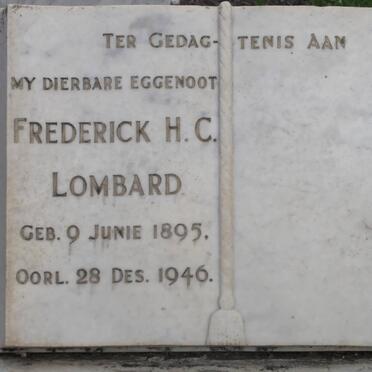 TER GEDAG-TENIS AAN
MY DIERBARE EGGENOOT
FREDERICK H. C.
LOMBARD
GEB. 9 JUNIE 1895.
OORL. 28 DES. 1946.